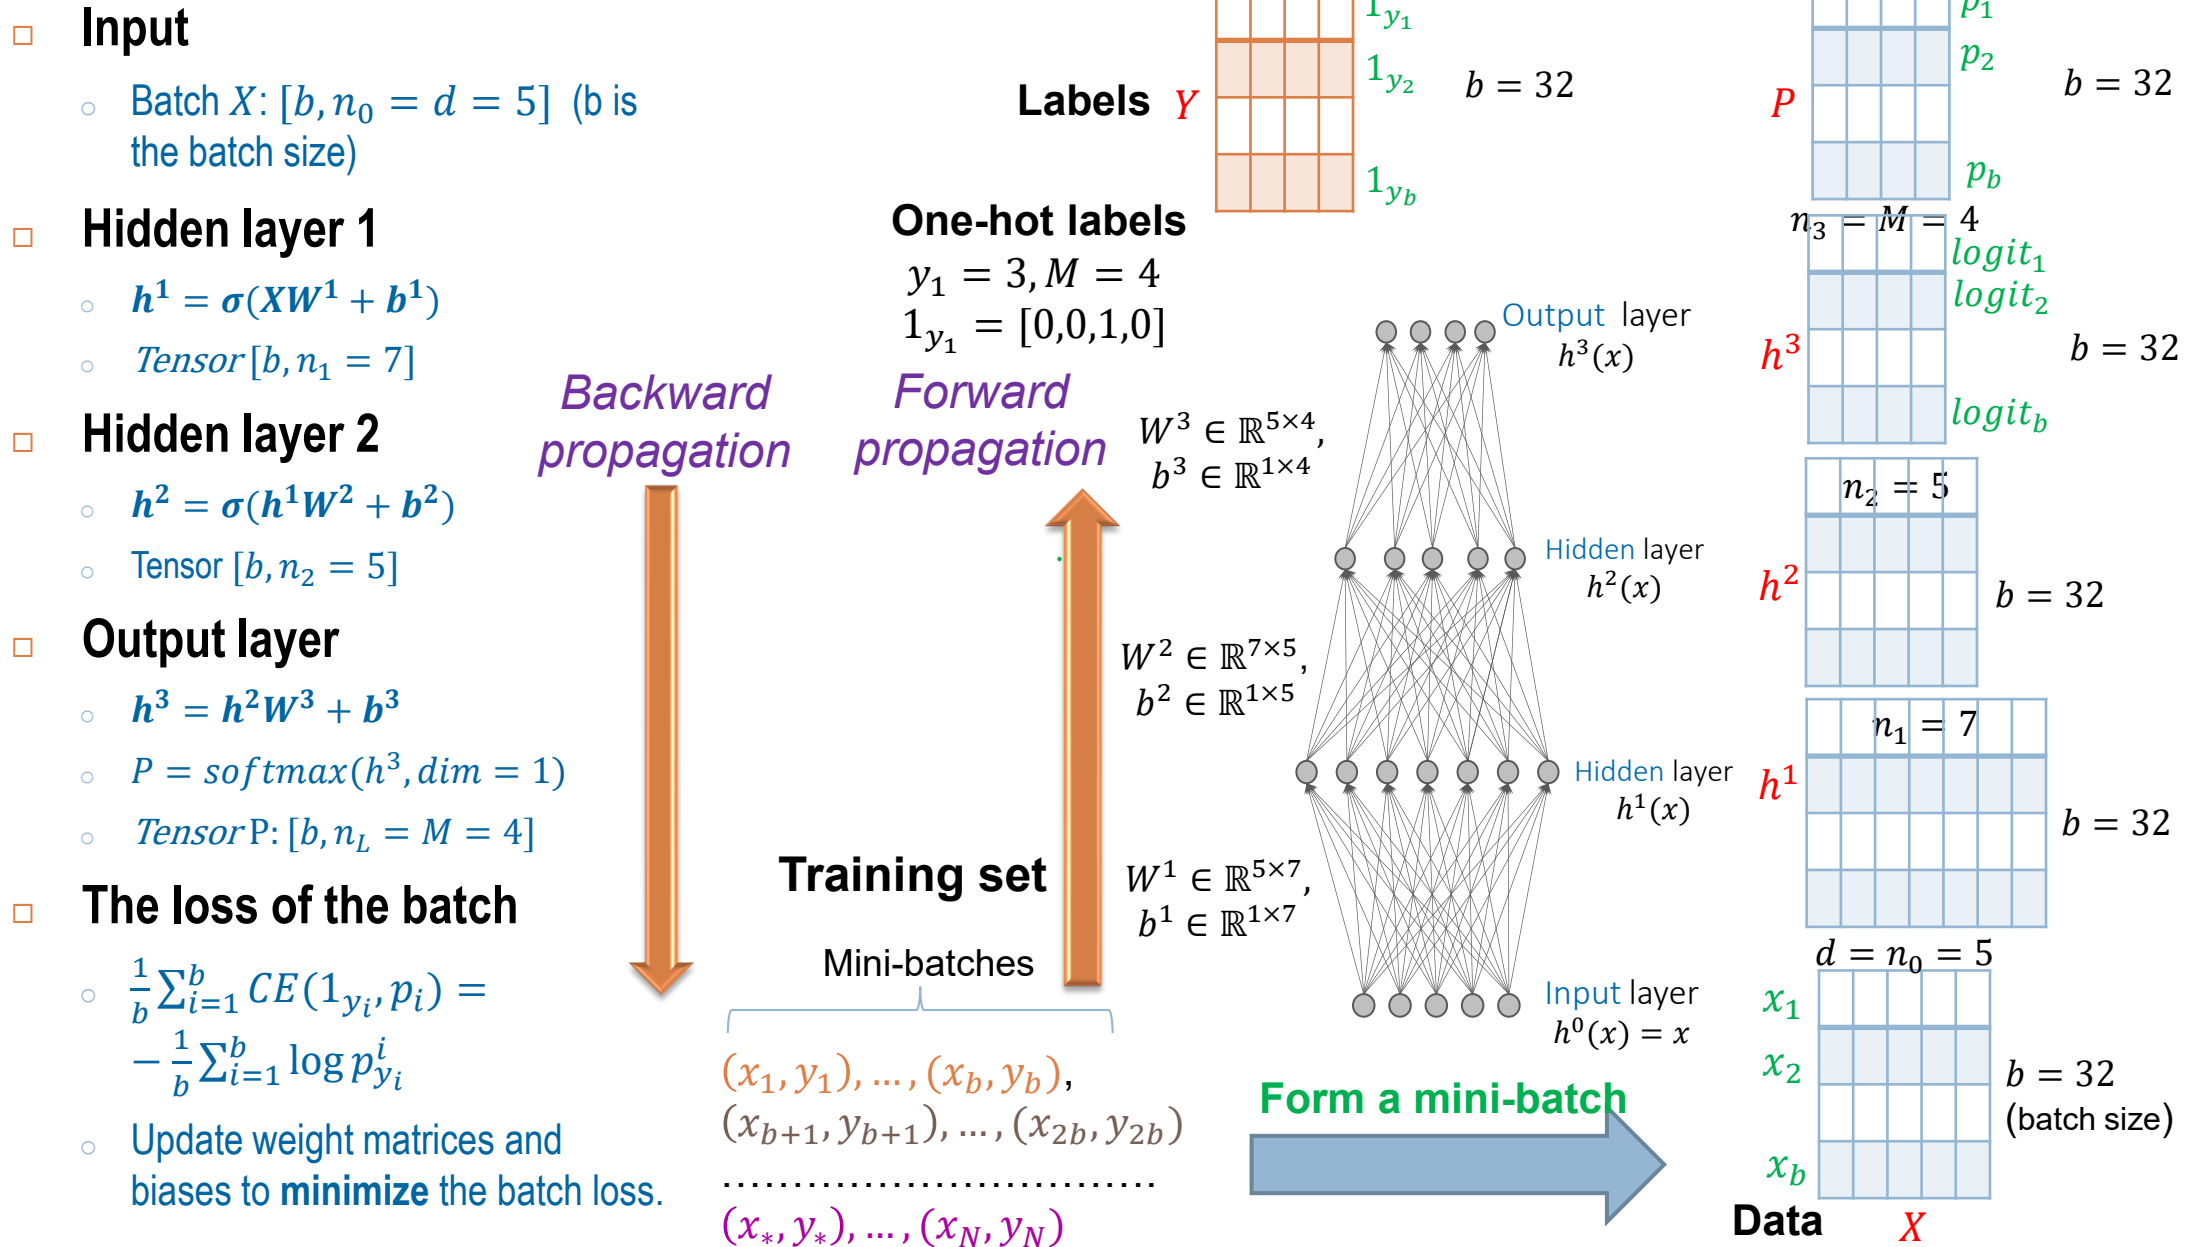 Input
Batch X: [b, n₀ = d = 5] (b is
the batch size)
Hidden layer 1
h¹ = σ(XW¹ + b¹)
Tensor [b, n₁ = 7]
Hidden layer 2
h² = σ(h¹W² + b²)
Tensor [b, n₂ = 5]
Output layer
h³ = h²W³ + b³
P = softmax(h³, dim = 1)
Tensor P: [b, n_L = M = 4]
The loss of the batch
1/b ∑ᵢ₌₁ᵇ CE(1_{y_i}, p_i) =
− 1/b ∑ᵢ₌₁ᵇ log p^i_{y_i}
Update weight matrices and
biases to minimize the batch loss.
Backward
propagation
Forward
propagation
Labels Y
1_{y_1}
1_{y_2}
1_{y_b}
b = 32
One-hot labels
y₁ = 3, M = 4
1_{y_1} = [0,0,1,0]
W³ ∈ ℝ^{5×4},
b³ ∈ ℝ^{1×4}
W² ∈ ℝ^{7×5},
b² ∈ ℝ^{1×5}
W¹ ∈ ℝ^{5×7},
b¹ ∈ ℝ^{1×7}
Output layer
h³(x)
Hidden layer
h²(x)
Hidden layer
h¹(x)
Input layer
h⁰(x) = x
Training set
Mini-batches
(x₁, y₁), … , (x_b, y_b),
(x_{b+1}, y_{b+1}), … , (x_{2b}, y_{2b})
...............................
(x_*, y_*), … , (x_N, y_N)
Form a mini-batch
P
p₁
p₂
p_b
b = 32
n₃ = M = 4
h³
logit₁
logit₂
logit_b
b = 32
n₂ = 5
h²
b = 32
n₁ = 7
h¹
b = 32
d = n₀ = 5
x₁
x₂
x_b
b = 32
(batch size)
Data X